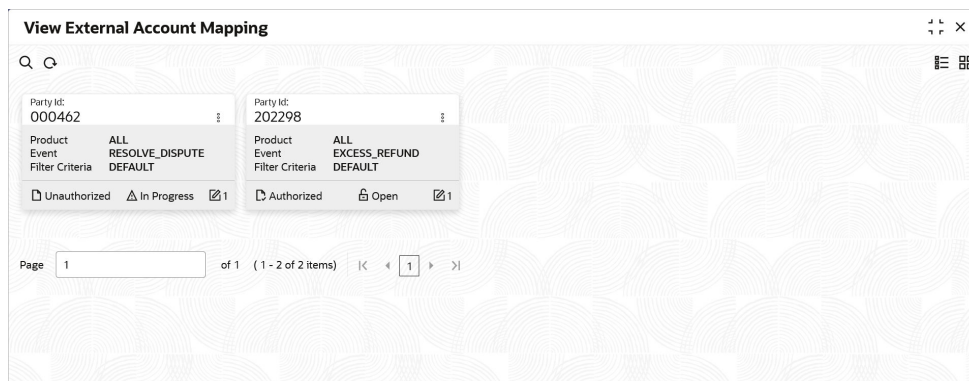 View External Account Mapping
Party Id:
000462
Product ALL
Event RESOLVE_DISPUTE
Filter Criteria DEFAULT
Unauthorized In Progress 1
Party Id:
202298
Product ALL
Event EXCESS_REFUND
Filter Criteria DEFAULT
Authorized Open 1
Page 1 of 1 ( 1 - 2 of 2 items) 1